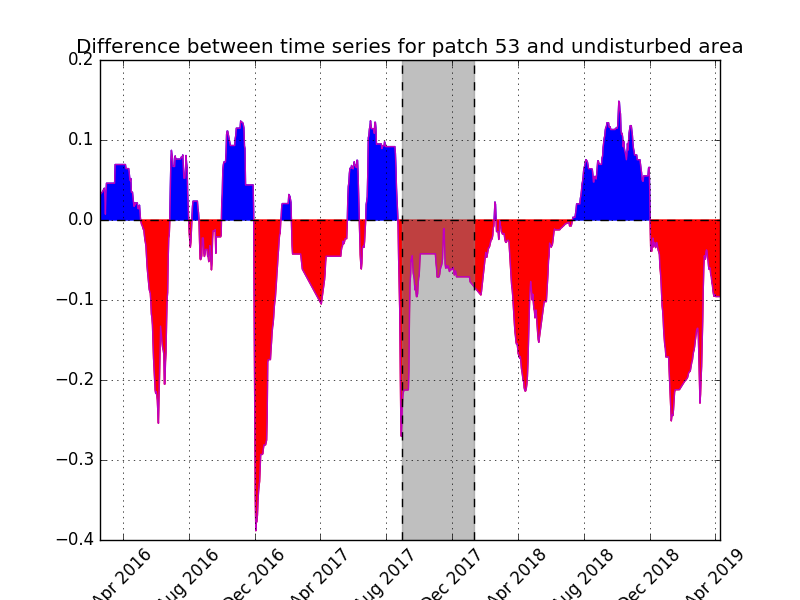 Difference between time series for patch 53 and undisturbed area
0.2
0.1
0.0
−0.1
−0.2
−0.3
−0.4
Apr 2016
Aug 2016
Dec 2016
Apr 2017
Aug 2017
Dec 2017
Apr 2018
Aug 2018
Dec 2018
Apr 2019